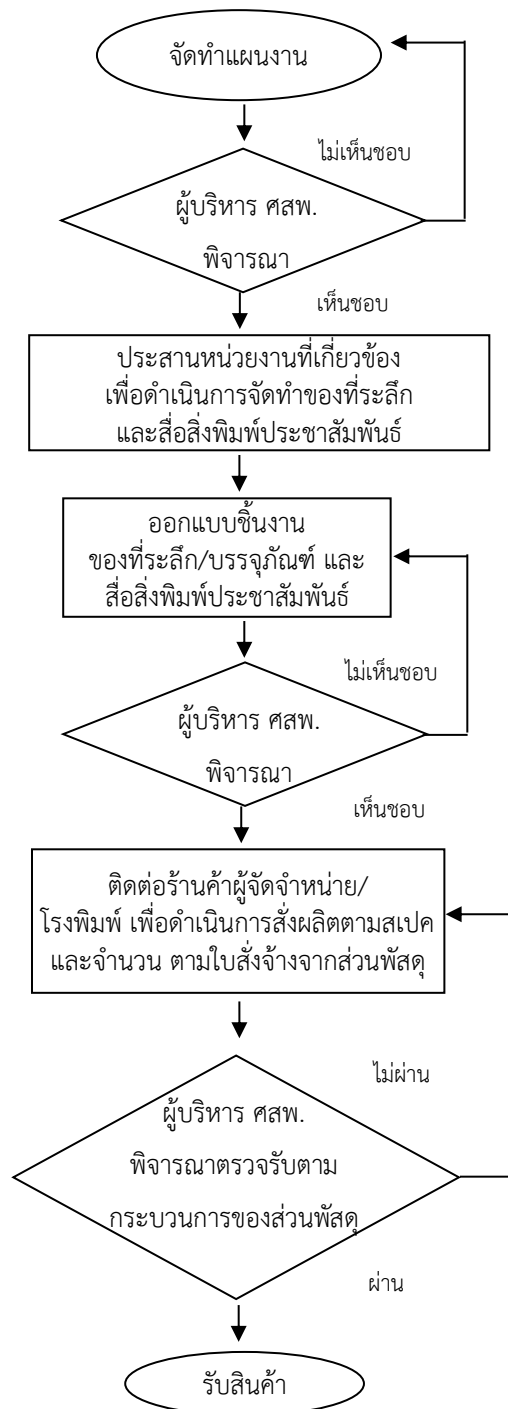 จัดทำแผนงาน
ไม่เห็นชอบ
ผู้บริหาร ศสพ.
พิจารณา
เห็นชอบ
ประสานหน่วยงานที่เกี่ยวข้อง
เพื่อดำเนินการจัดทำของที่ระลึก
และสื่อสิ่งพิมพ์ประชาสัมพันธ์
ออกแบบชิ้นงาน
ของที่ระลึก/บรรจุภัณฑ์ และ
สื่อสิ่งพิมพ์ประชาสัมพันธ์
ไม่เห็นชอบ
ผู้บริหาร ศสพ.
พิจารณา
เห็นชอบ
ติดต่อร้านค้าผู้จัดจำหน่าย/
โรงพิมพ์ เพื่อดำเนินการสั่งผลิตตามสเปค
และจำนวน ตามใบสั่งจ้างจากส่วนพัสดุ
ไม่ผ่าน
ผู้บริหาร ศสพ.
พิจารณาตรวจรับตาม
กระบวนการของส่วนพัสดุ
ผ่าน
รับสินค้า